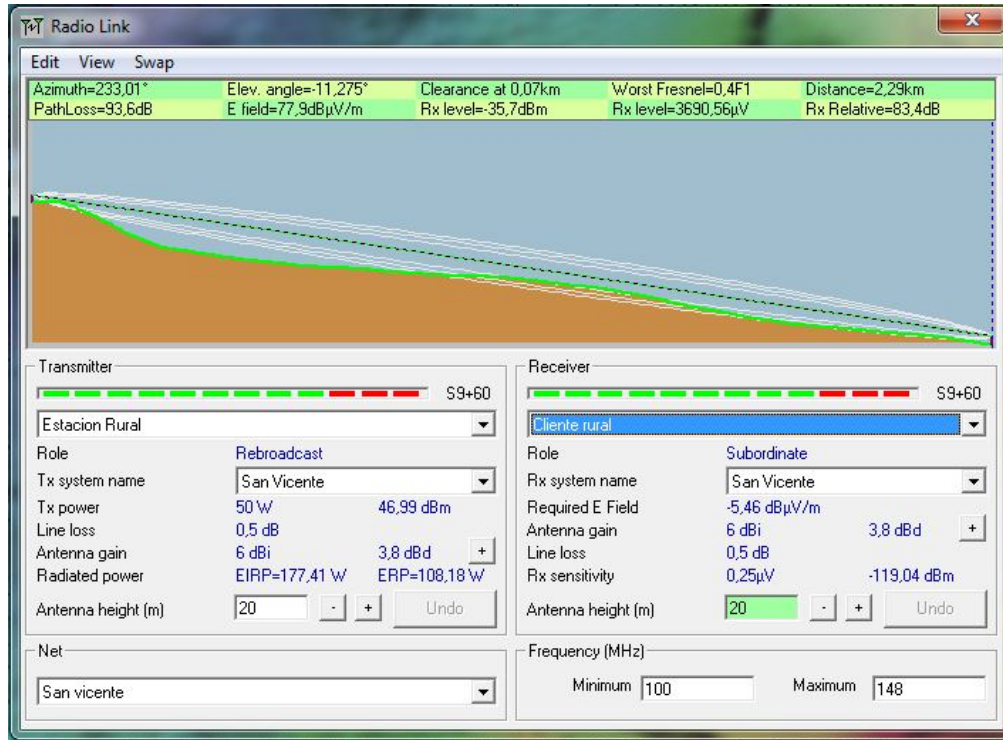 Radio Link
Edit View Swap
Azimuth=233,01° Elev. angle=-11,275° Clearance at 0,07km Worst Fresnel=0,4F1 Distance=2,29km
PathLoss=93,6dB E field=77,9dBµV/m Rx level=-35,7dBm Rx level=3690,56µV Rx Relative=83,4dB
Transmitter
S9+60
Estacion Rural
Role Rebroadcast
Tx system name San Vicente
Tx power 50 W 46,99 dBm
Line loss 0,5 dB
Antenna gain 6 dBi 3,8 dBd +
Radiated power EIRP=177,41 W ERP=108,18 W
Antenna height (m) 20 - + Undo
Net
San vicente
Receiver
S9+60
Cliente rural
Role Subordinate
Rx system name San Vicente
Required E Field -5,46 dBµV/m
Antenna gain 6 dBi 3,8 dBd +
Line loss 0,5 dB
Rx sensitivity 0,25µV -119,04 dBm
Antenna height (m) 20 - + Undo
Frequency (MHz)
Minimum 100 Maximum 148